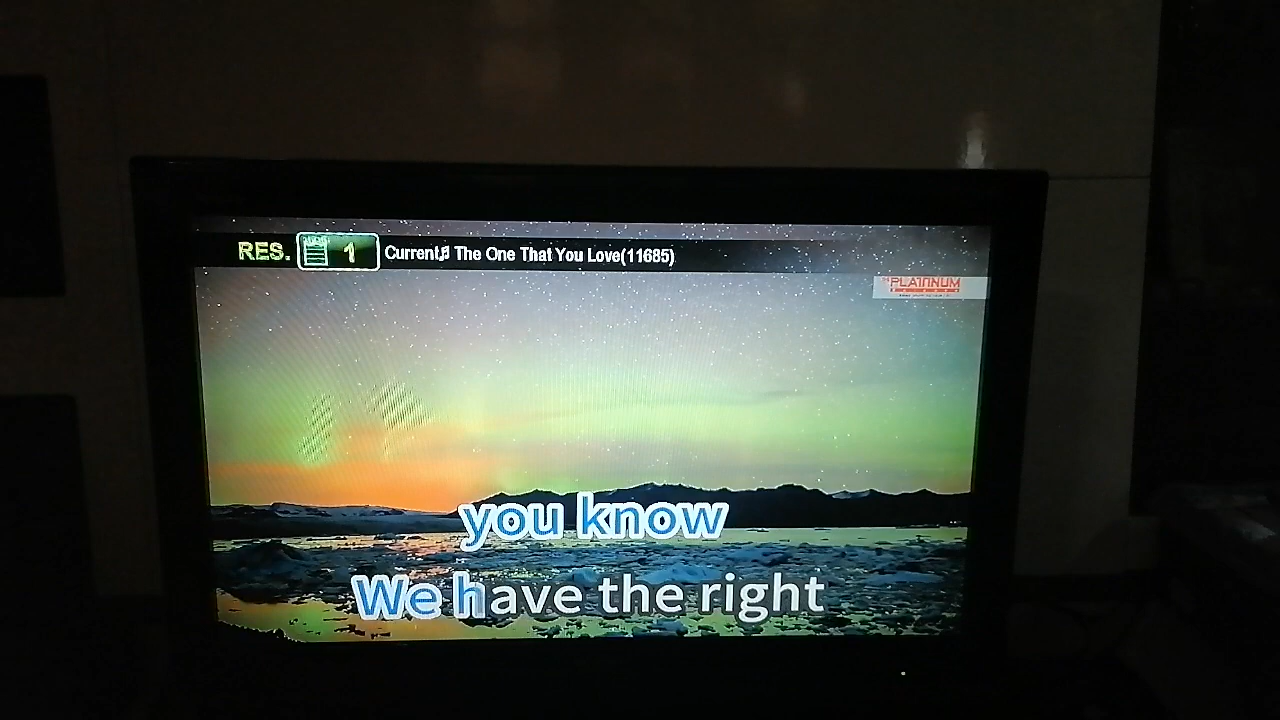 RES. 1 Current♬ The One That You Love(11685)
PLATINUM
you know
We have the right